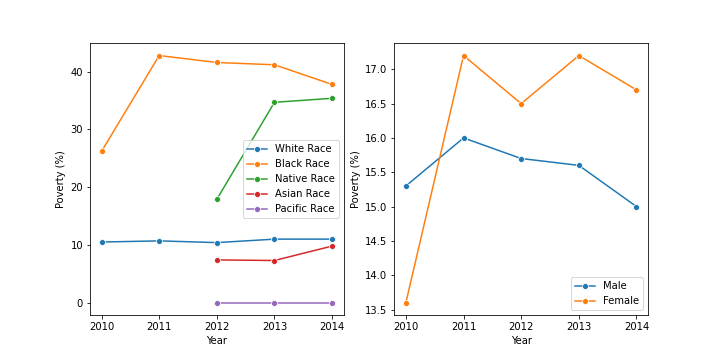 Poverty (%)
40
30
20
10
0
White Race
Black Race
Native Race
Asian Race
Pacific Race
2010 2011 2012 2013 2014
Year
Poverty (%)
17.0
16.5
16.0
15.5
15.0
14.5
14.0
13.5
Male
Female
2010 2011 2012 2013 2014
Year